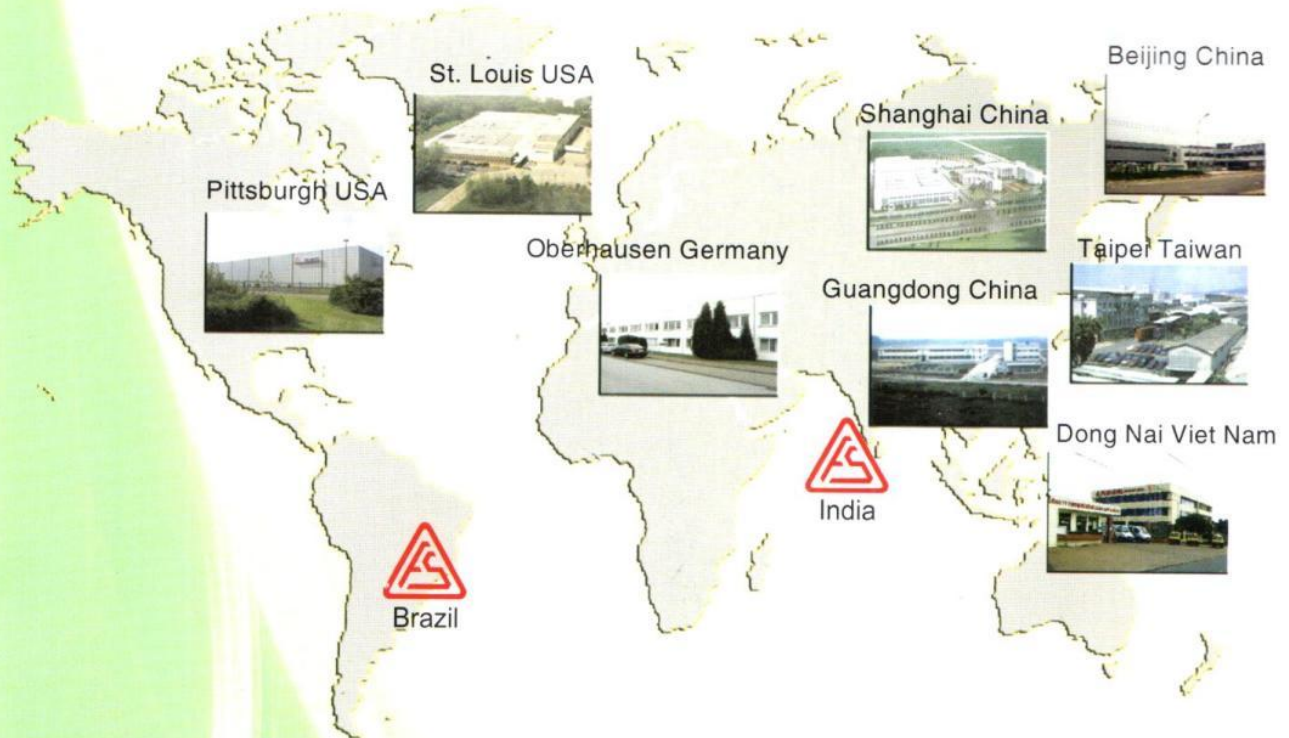 St. Louis USA
Beijing China
Shanghai China
Pittsburgh USA
Oberhausen Germany
Taipei Taiwan
Guangdong China
Dong Nai Viet Nam
India
Brazil